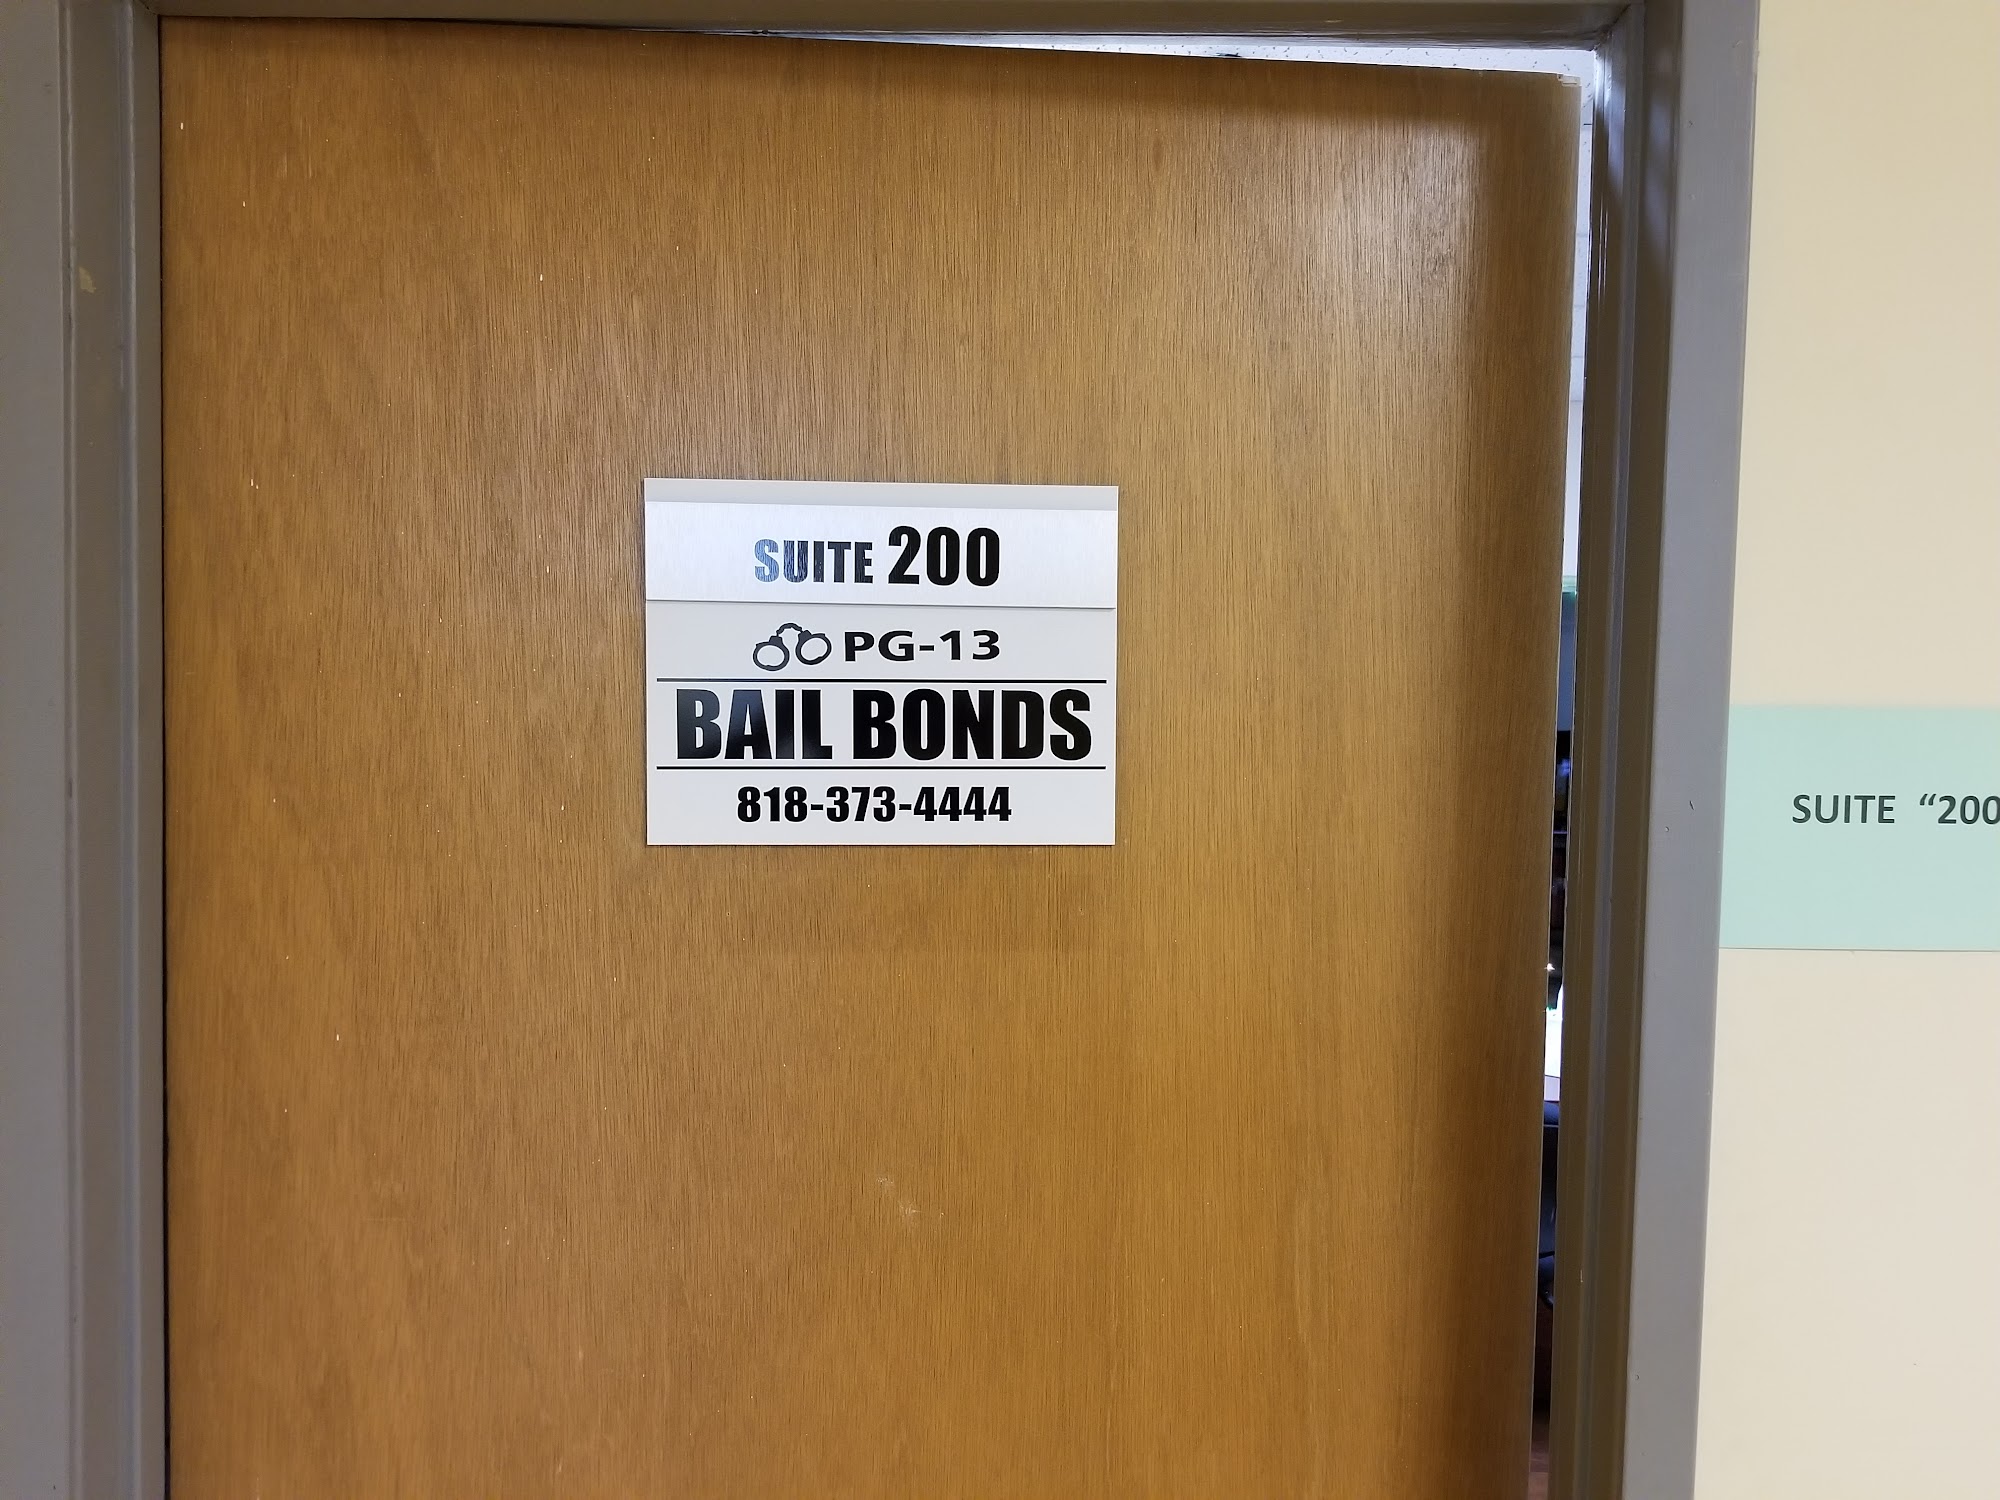 SUITE 200
PG-13
BAIL BONDS
818-373-4444
SUITE "200